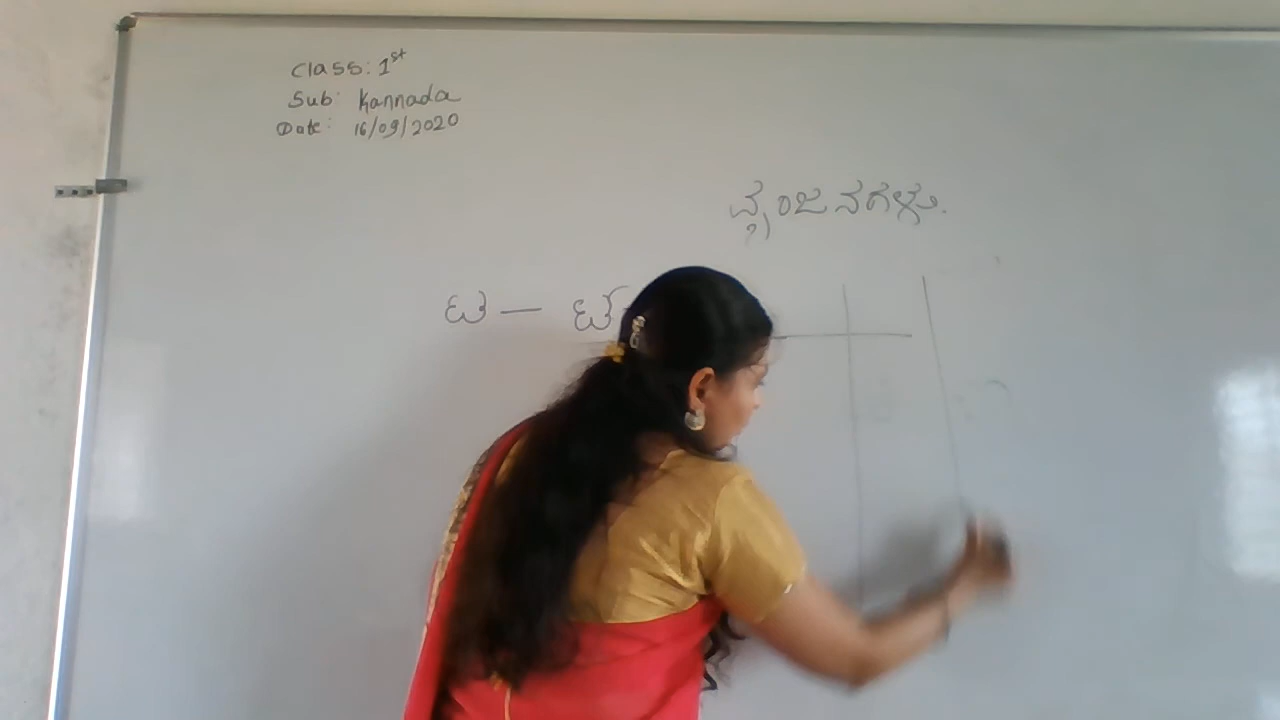 Class: 1st
Sub: Kannada
Date: 16/09/2020
ವ್ಯಂಜನಗಳು.
ಟ — ಟ್